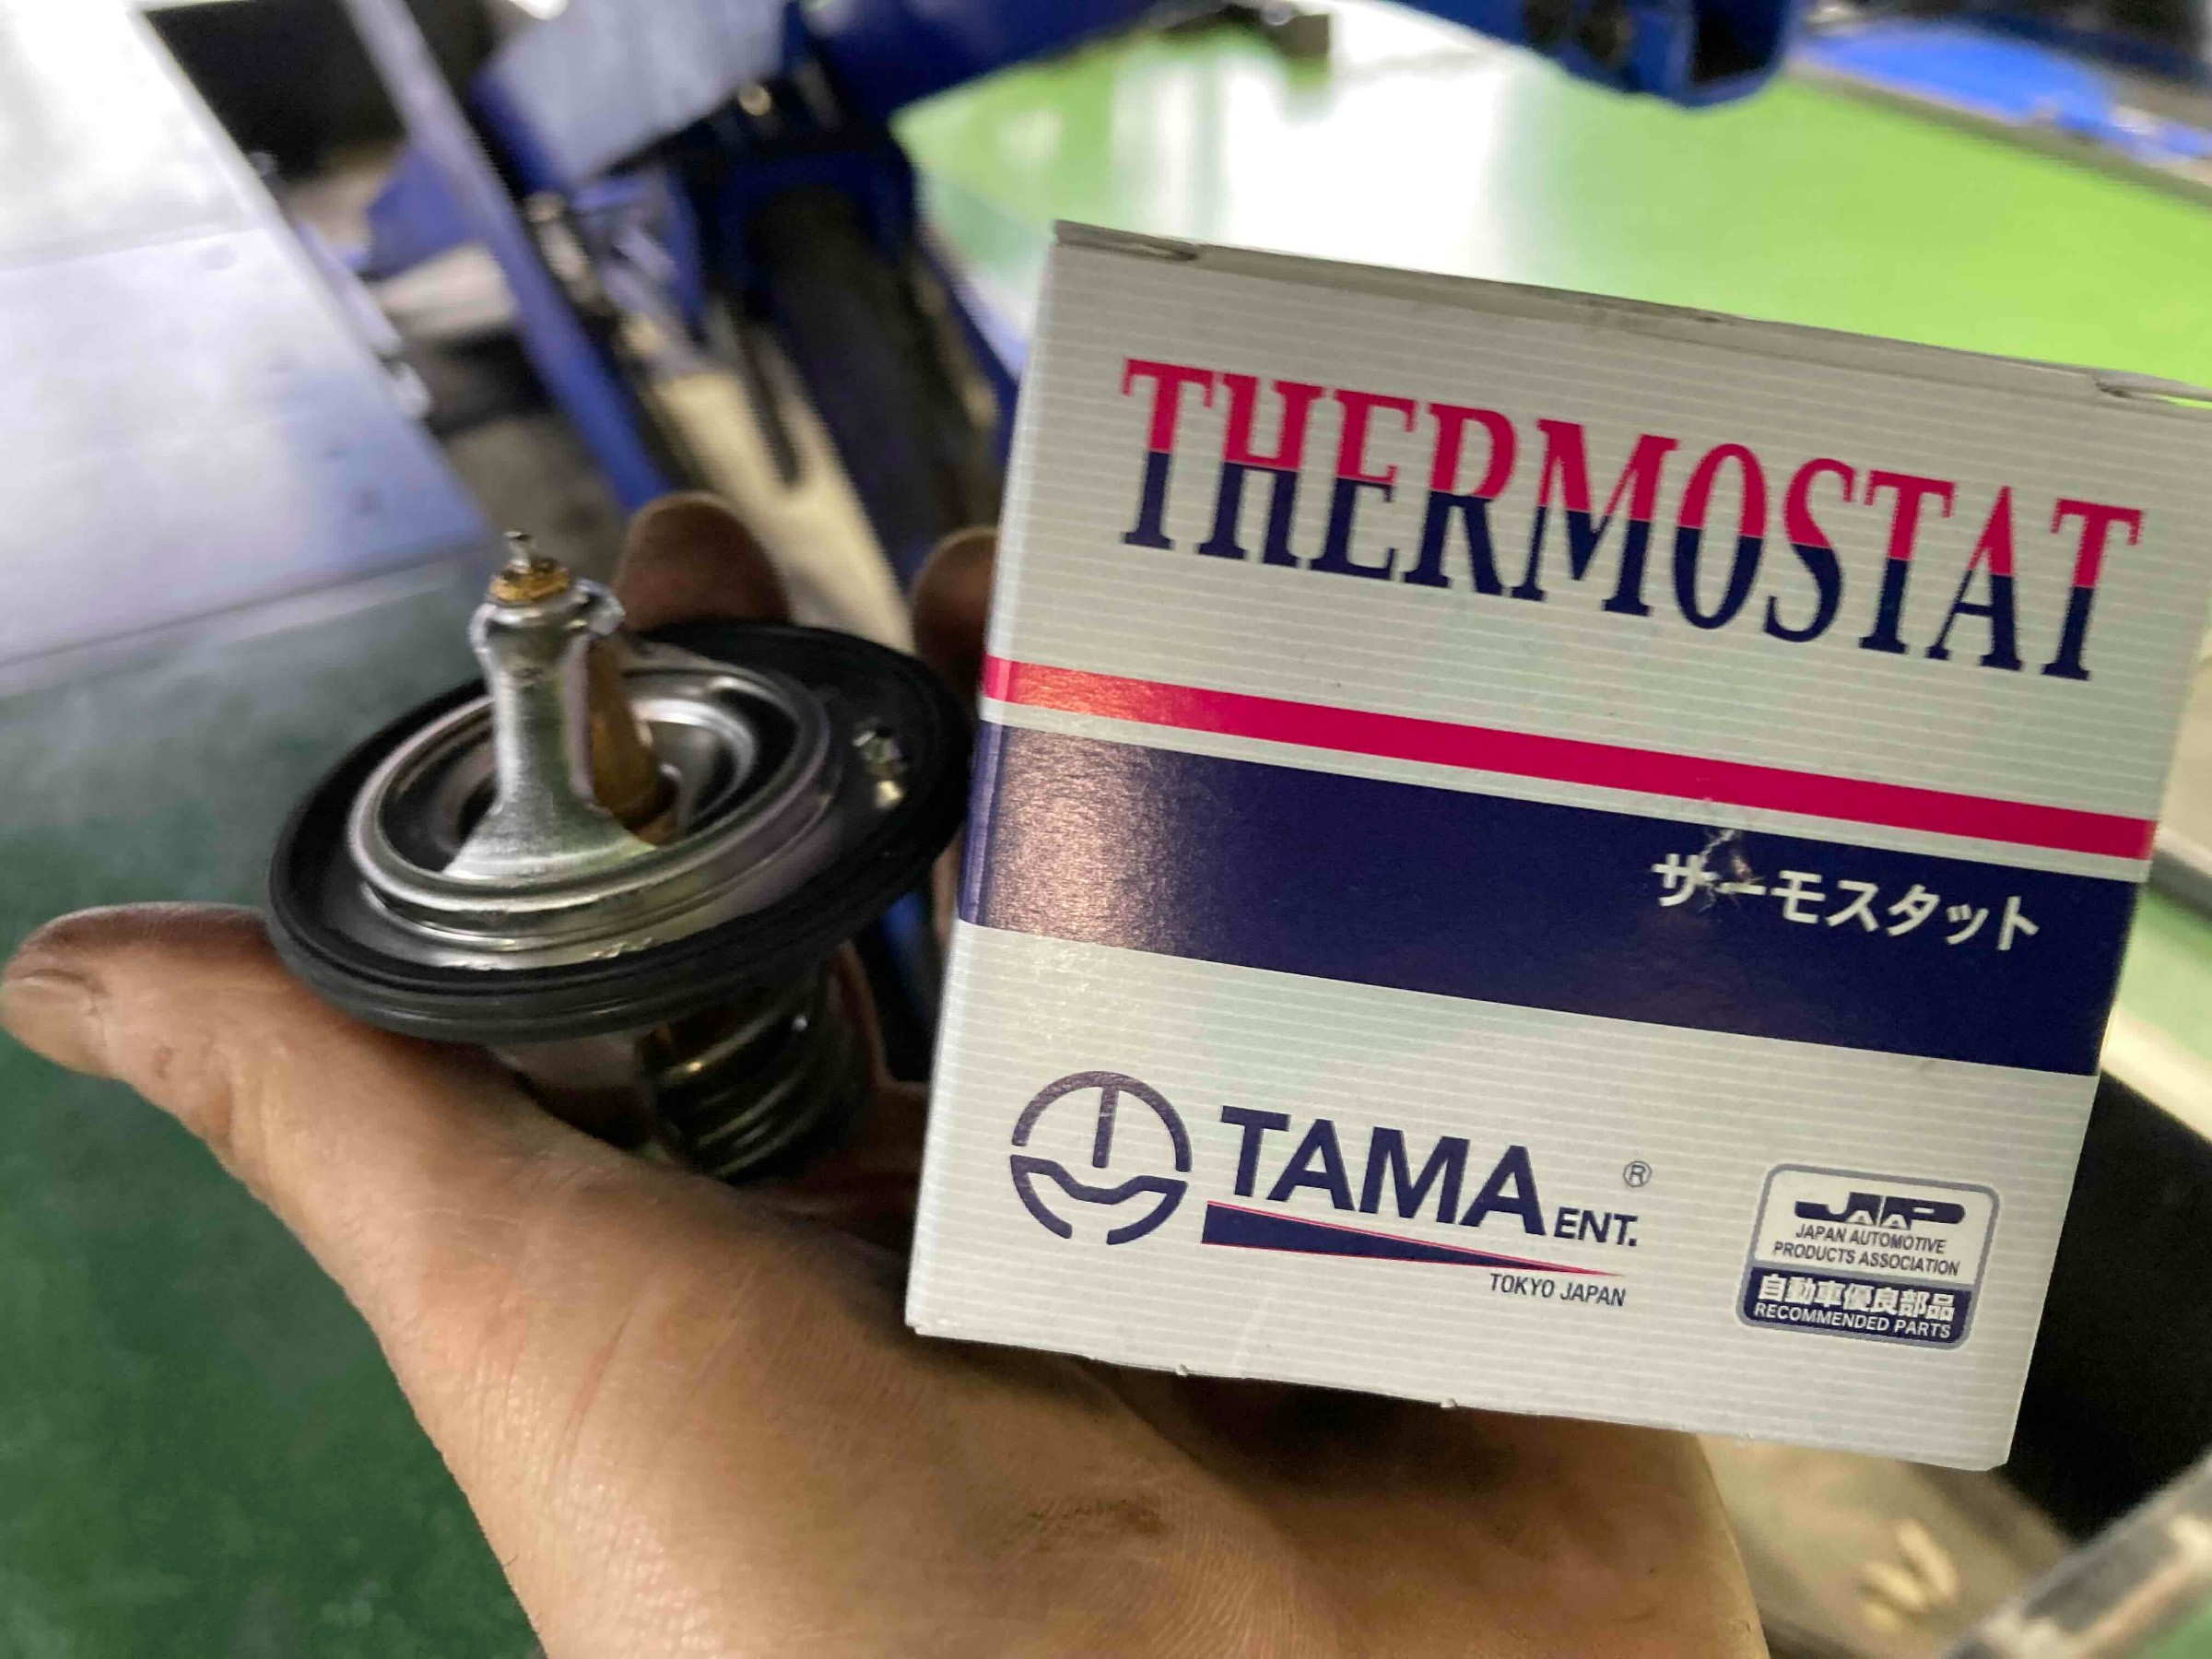 THERMOSTAT
サーモスタット
TAMA ENT. ®
TOKYO JAPAN
JAAP
JAPAN AUTOMOTIVE
PRODUCTS ASSOCIATION
自動車優良部品
RECOMMENDED PARTS